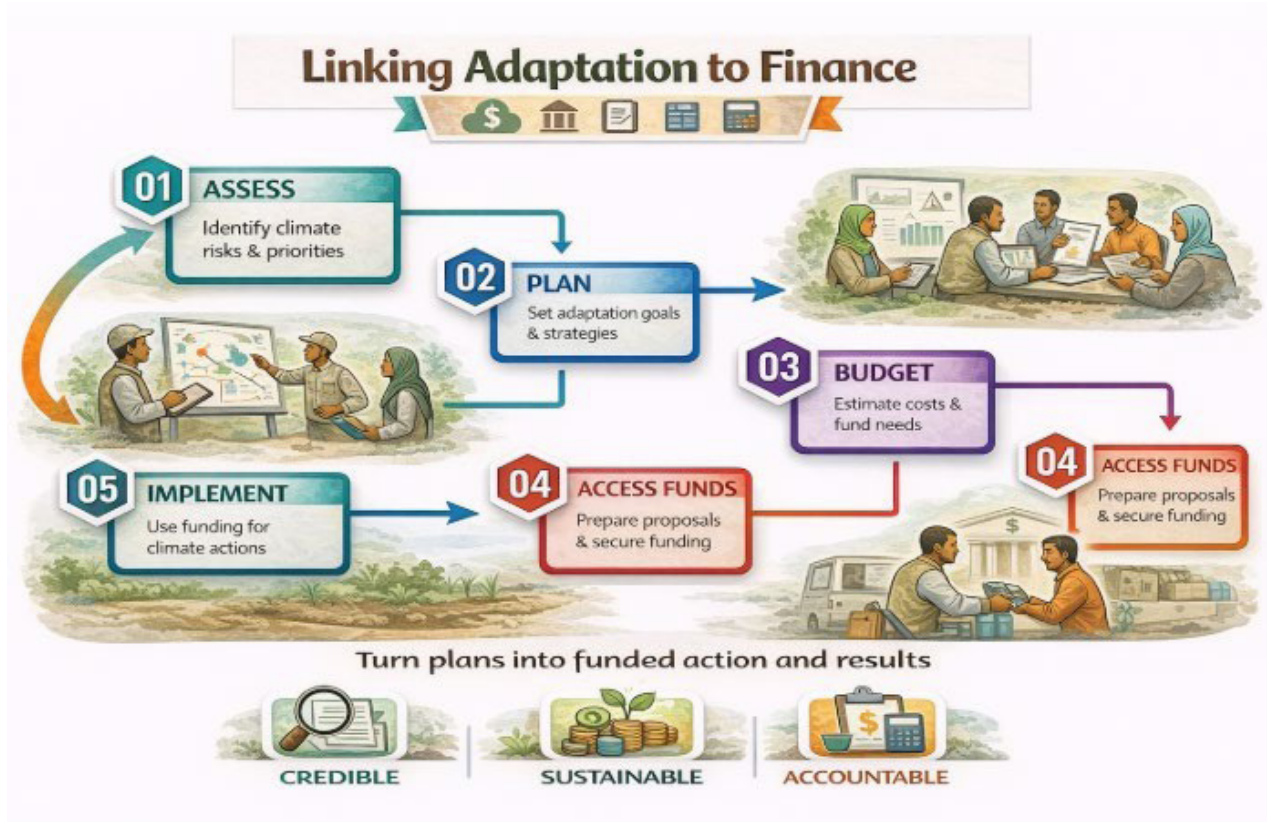 Linking Adaptation to Finance
$
01
ASSESS
Identify climate
risks & priorities
02
PLAN
Set adaptation goals
& strategies
03
BUDGET
Estimate costs &
fund needs
04
ACCESS FUNDS
Prepare proposals
& secure funding
05
IMPLEMENT
Use funding for
climate actions
04
ACCESS FUNDS
Prepare proposals
& secure funding
$
Turn plans into funded action and results
$
CREDIBLE
SUSTAINABLE
ACCOUNTABLE